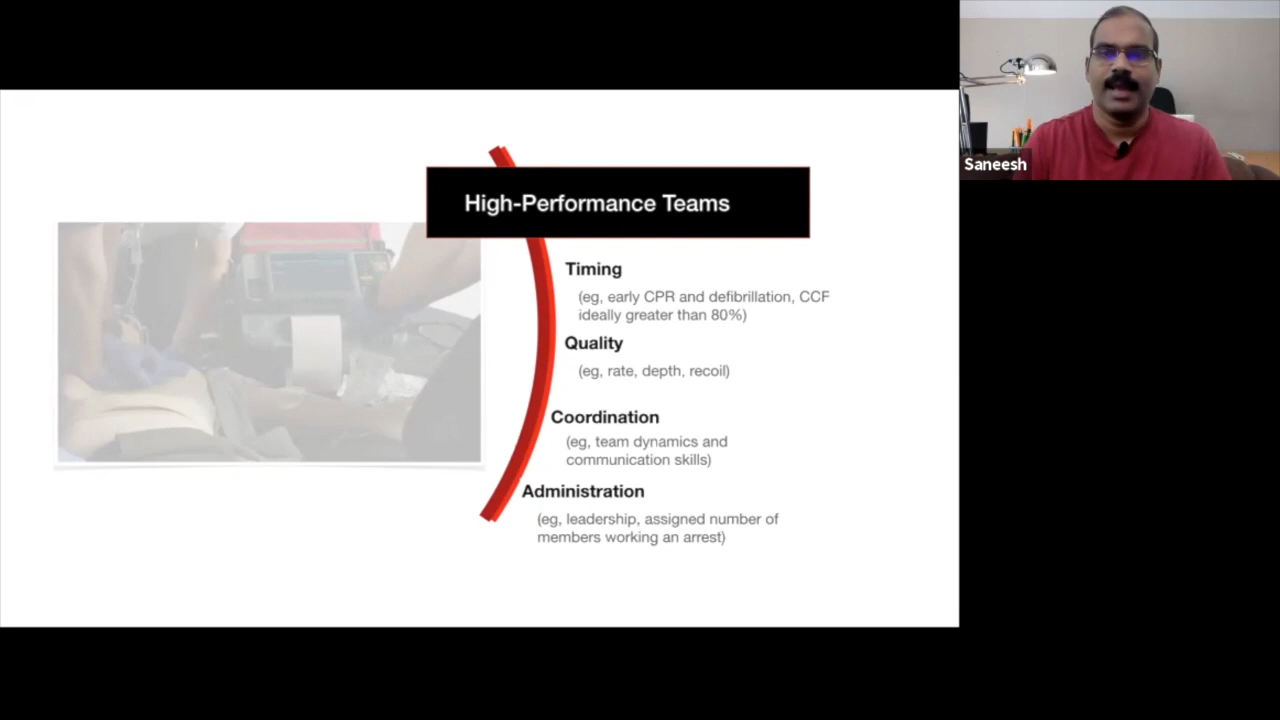 High-Performance Teams
Timing
(eg, early CPR and defibrillation, CCF
ideally greater than 80%)
Quality
(eg, rate, depth, recoil)
Coordination
(eg, team dynamics and
communication skills)
Administration
(eg, leadership, assigned number of
members working an arrest)
Saneesh